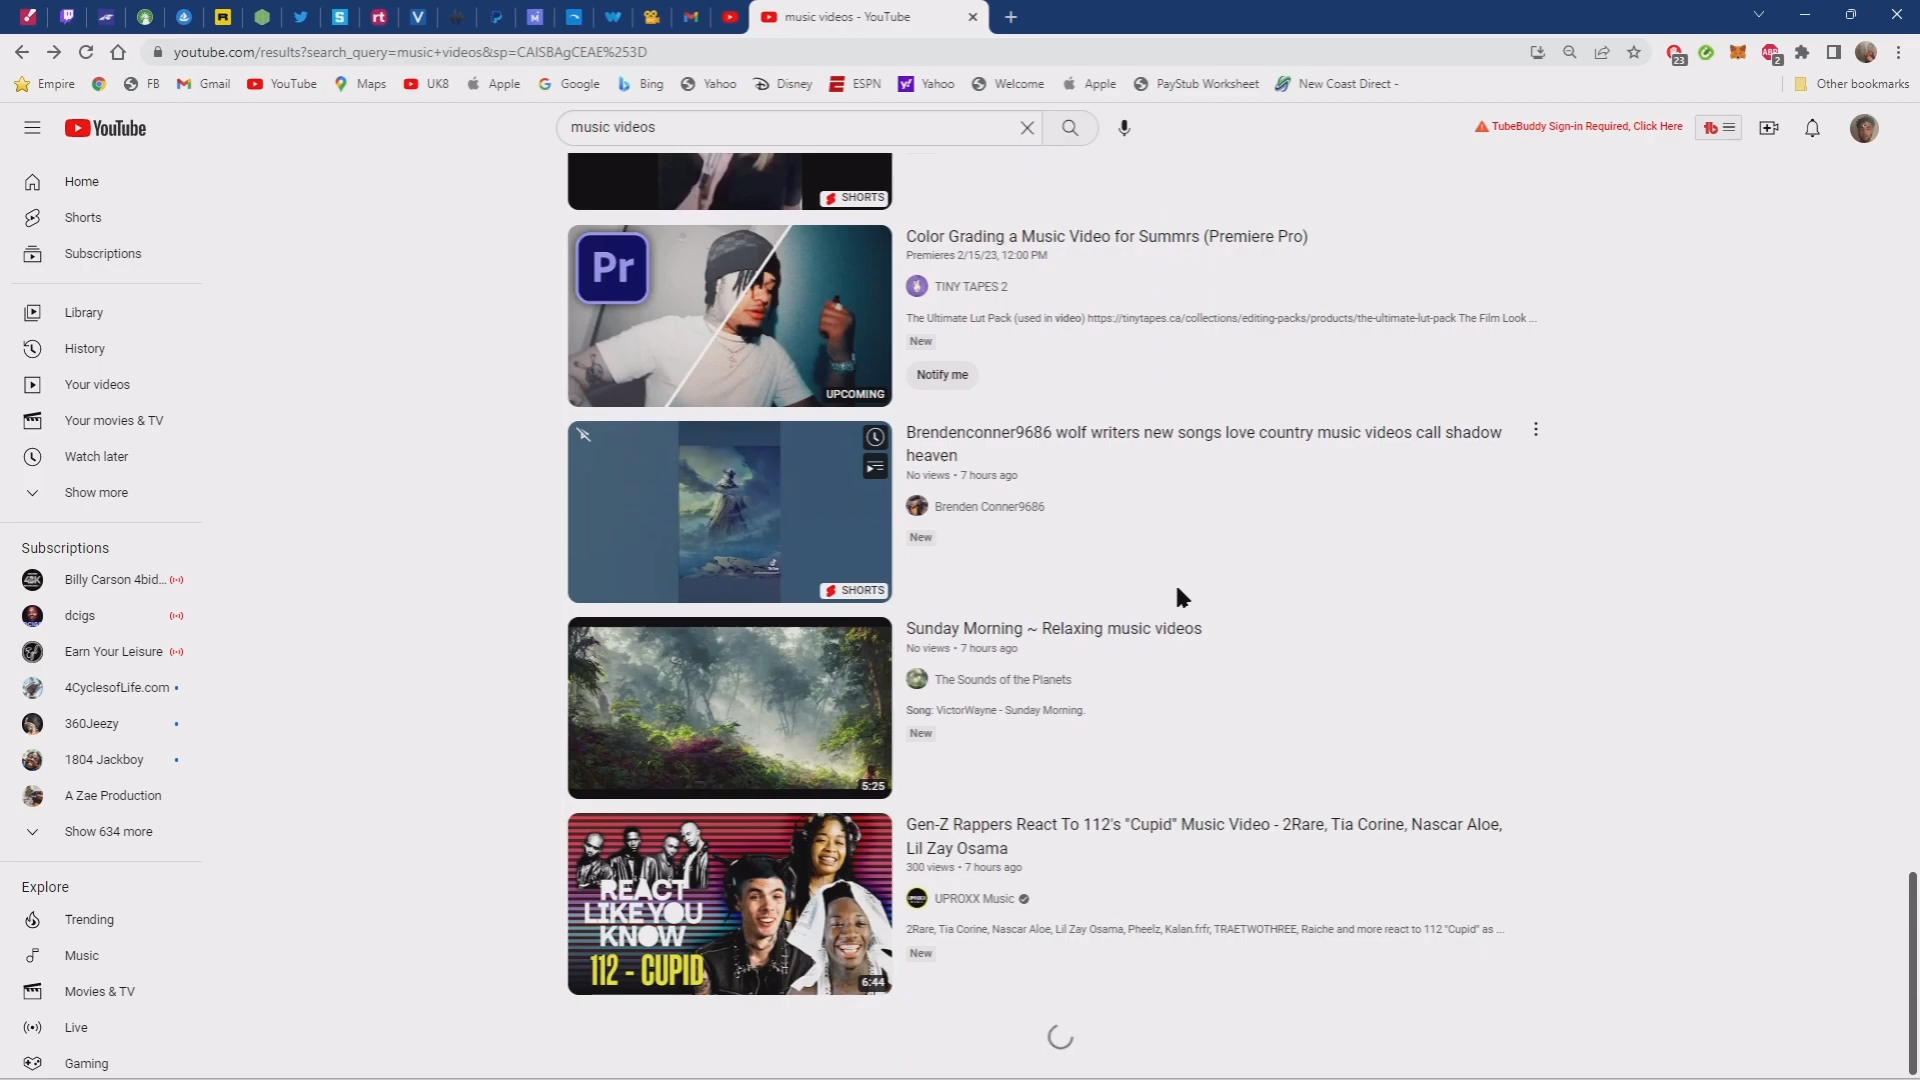 music videos - YouTube
youtube.com/results?search_query=music+videos&sp=CAISBAgCEAE%253D
23
2
Empire
FB
Gmail
YouTube
Maps
UK8
Apple
Google
Bing
Yahoo
Disney
ESPN
Yahoo
Welcome
Apple
PayStub Worksheet
New Coast Direct -
Other bookmarks
YouTube
music videos
TubeBuddy Sign-in Required, Click Here
tb
Home
Shorts
Subscriptions
Library
History
Your videos
Your movies & TV
Watch later
Show more
Subscriptions
Billy Carson 4bid...
dcigs
Earn Your Leisure
4CyclesofLife.com
360Jeezy
1804 Jackboy
A Zae Production
Show 634 more
Explore
Trending
Music
Movies & TV
Live
Gaming
SHORTS
Pr
UPCOMING
Color Grading a Music Video for Summrs (Premiere Pro)
Premieres 2/15/23, 12:00 PM
TINY TAPES 2
The Ultimate Lut Pack (used in video) https://tinytapes.ca/collections/editing-packs/products/the-ultimate-lut-pack The Film Look ...
New
Notify me
SHORTS
Brendenconner9686 wolf writers new songs love country music videos call shadow
heaven
No views • 7 hours ago
Brenden Conner9686
New
5:25
Sunday Morning ~ Relaxing music videos
No views • 7 hours ago
The Sounds of the Planets
Song: VictorWayne - Sunday Morning.
New
REACT
LIKE YOU
KNOW
112 - CUPID
6:44
Gen-Z Rappers React To 112's "Cupid" Music Video - 2Rare, Tia Corine, Nascar Aloe,
Lil Zay Osama
300 views • 7 hours ago
UPROXX Music
2Rare, Tia Corine, Nascar Aloe, Lil Zay Osama, Pheelz, Kalan.frfr, TRAETWOTHREE, Raiche and more react to 112 "Cupid" as ...
New